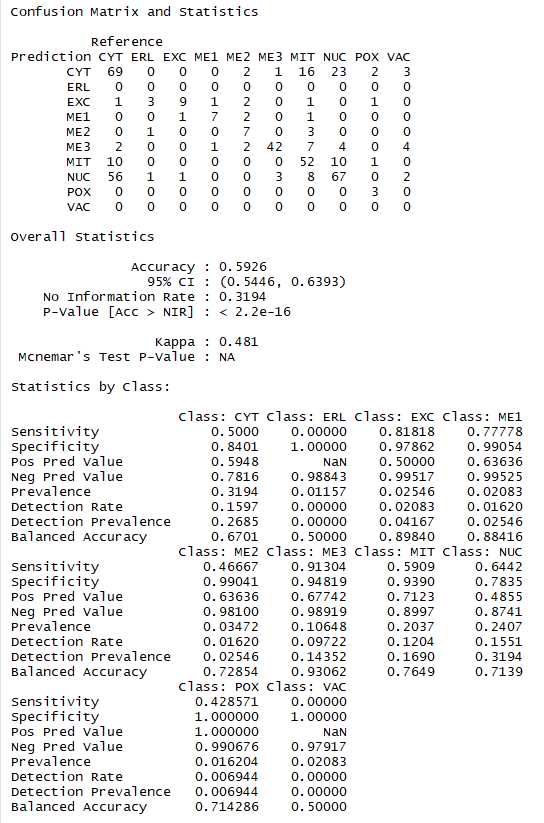 Confusion Matrix and Statistics
Reference
Prediction CYT ERL EXC ME1 ME2 ME3 MIT NUC POX VAC
CYT 69 0 0 0 2 1 16 23 2 3
ERL 0 0 0 0 0 0 0 0 0 0
EXC 1 3 9 1 2 0 1 0 1 0
ME1 0 0 1 7 2 0 1 0 0 0
ME2 0 1 0 0 7 0 3 0 0 0
ME3 2 0 0 1 2 42 7 4 0 4
MIT 10 0 0 0 0 0 52 10 1 0
NUC 56 1 1 0 0 3 8 67 0 2
POX 0 0 0 0 0 0 0 0 3 0
VAC 0 0 0 0 0 0 0 0 0 0
Overall Statistics
Accuracy : 0.5926
95% CI : (0.5446, 0.6393)
No Information Rate : 0.3194
P-Value [Acc > NIR] : < 2.2e-16
Kappa : 0.481
Mcnemar's Test P-Value : NA
Statistics by Class:
Class: CYT Class: ERL Class: EXC Class: ME1
Sensitivity 0.5000 0.00000 0.81818 0.77778
Specificity 0.8401 1.00000 0.97862 0.99054
Pos Pred Value 0.5948 NaN 0.50000 0.63636
Neg Pred Value 0.7816 0.98843 0.99517 0.99525
Prevalence 0.3194 0.01157 0.02546 0.02083
Detection Rate 0.1597 0.00000 0.02083 0.01620
Detection Prevalence 0.2685 0.00000 0.04167 0.02546
Balanced Accuracy 0.6701 0.50000 0.89840 0.88416
Class: ME2 Class: ME3 Class: MIT Class: NUC
Sensitivity 0.46667 0.91304 0.5909 0.6442
Specificity 0.99041 0.94819 0.9390 0.7835
Pos Pred Value 0.63636 0.67742 0.7123 0.4855
Neg Pred Value 0.98100 0.98919 0.8997 0.8741
Prevalence 0.03472 0.10648 0.2037 0.2407
Detection Rate 0.01620 0.09722 0.1204 0.1551
Detection Prevalence 0.02546 0.14352 0.1690 0.3194
Balanced Accuracy 0.72854 0.93062 0.7649 0.7139
Class: POX Class: VAC
Sensitivity 0.428571 0.00000
Specificity 1.000000 1.00000
Pos Pred Value 1.000000 NaN
Neg Pred Value 0.990676 0.97917
Prevalence 0.016204 0.02083
Detection Rate 0.006944 0.00000
Detection Prevalence 0.006944 0.00000
Balanced Accuracy 0.714286 0.50000